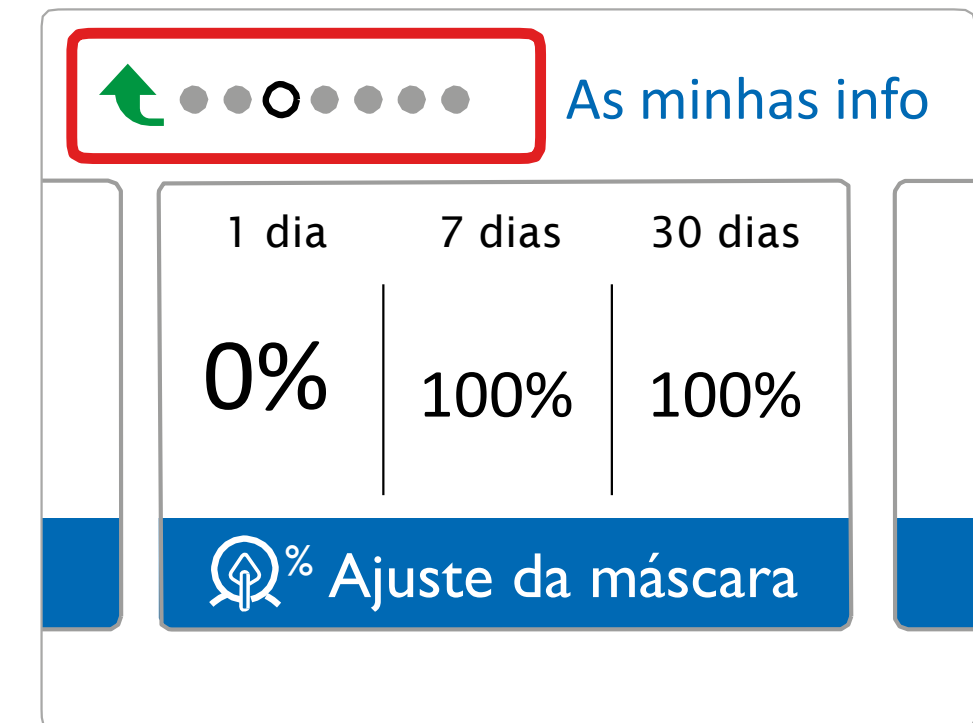 As minhas info
1 dia 7 dias 30 dias
0% 100% 100%
% Ajuste da máscara